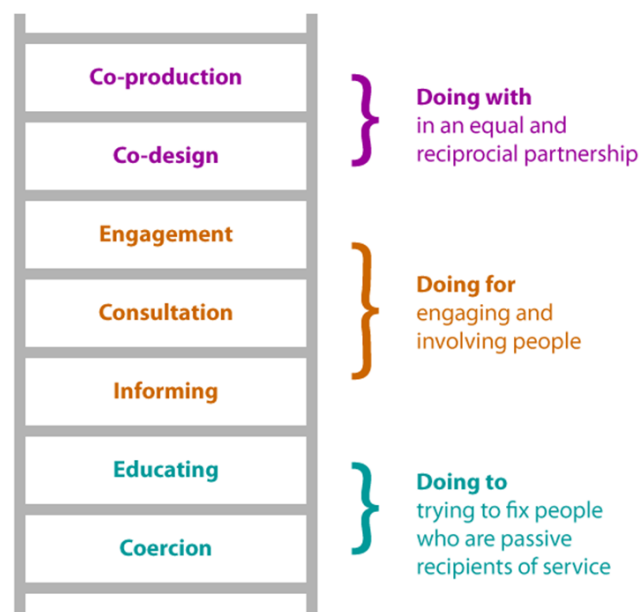 Co-production
Co-design
Engagement
Consultation
Informing
Educating
Coercion
Doing with
in an equal and
reciprocial partnership
Doing for
engaging and
involving people
Doing to
trying to fix people
who are passive
recipients of service